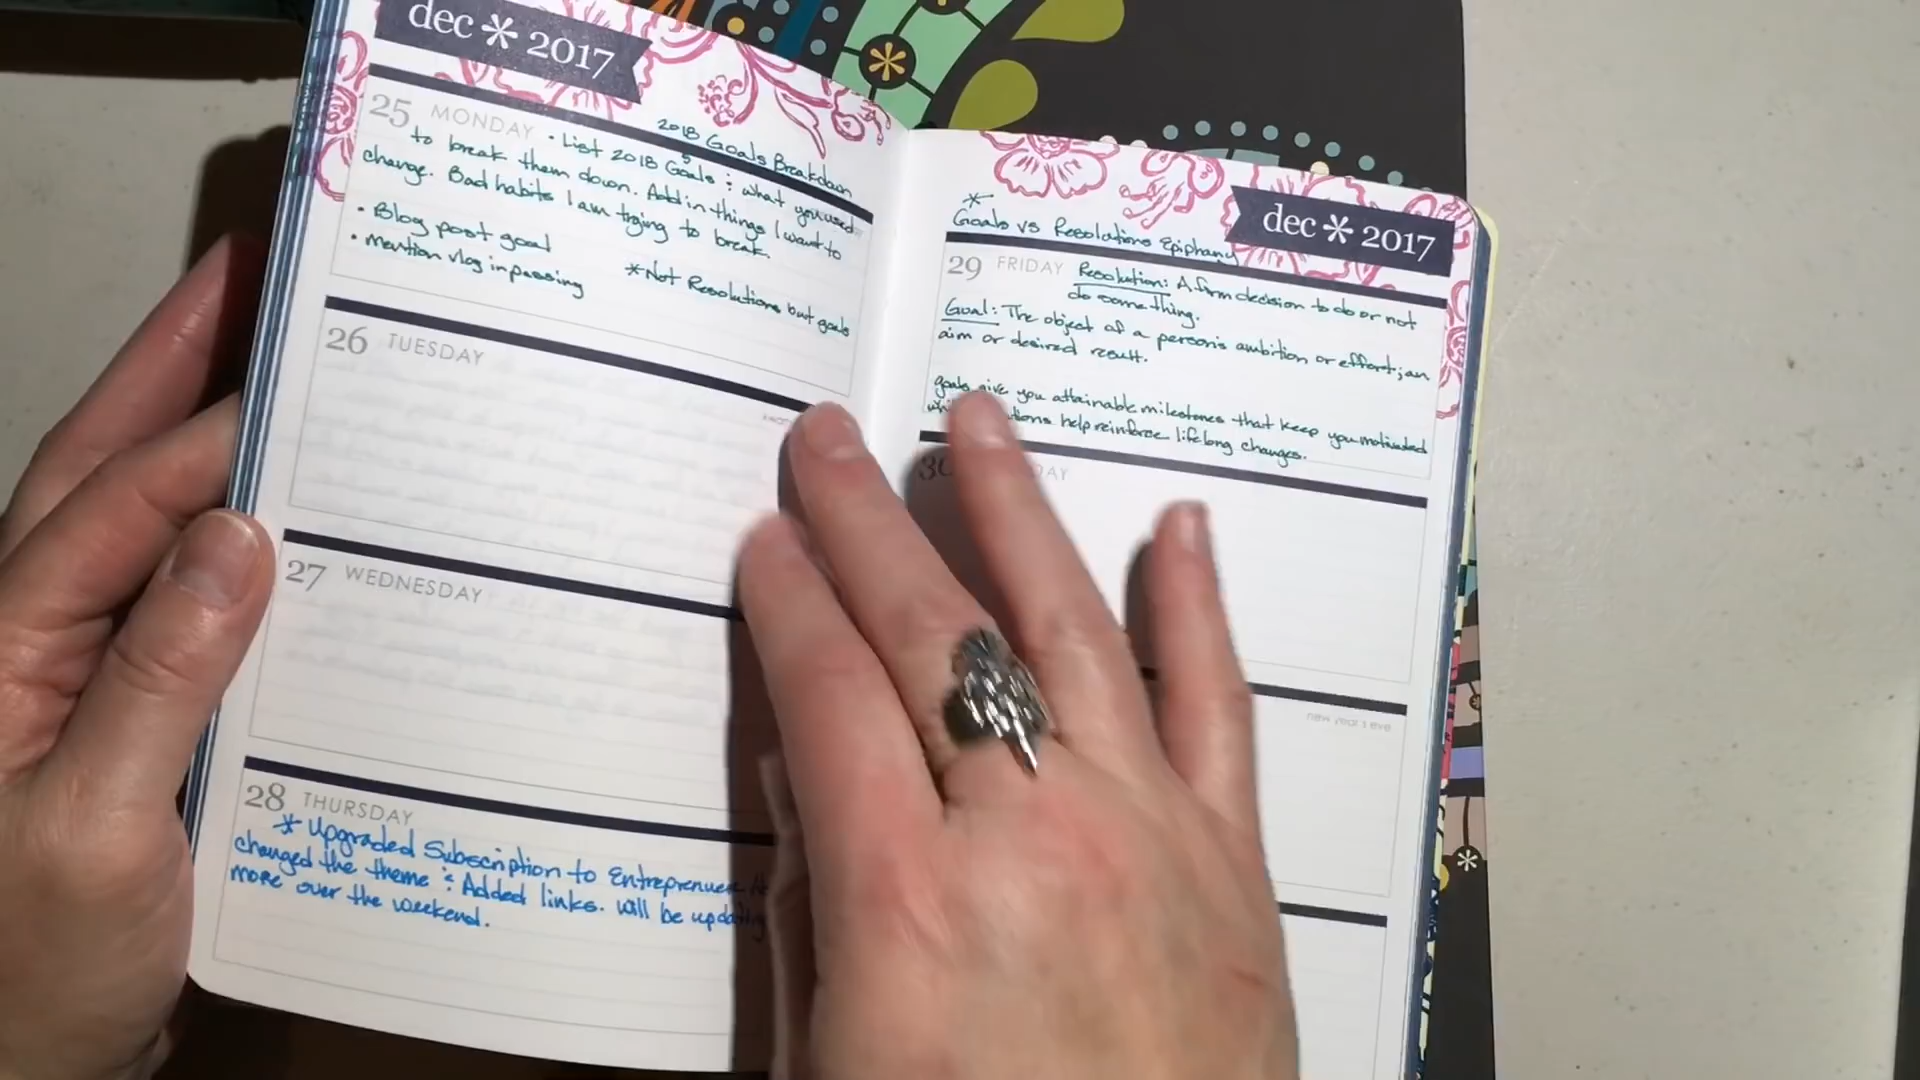 dec * 2017
2018 Goals Breakdown
25 MONDAY • List 2018 Goals & what you used
to break them down. Add in things I want to
change. Bad habits I am trying to break.
• Blog post goal
• mention vlog in passing
*Not Resolutions but goals
26 TUESDAY
27 WEDNESDAY
28 THURSDAY
* Upgraded Subscription to Entreprenuer
changed the theme & Added links. will be updating
more over the weekend.
dec * 2017
*
Goals vs Resolutions Epiphany
29 FRIDAY Resolution: A firm decision to do or not
do something.
Goal: The object of a person's ambition or effort; an
aim or desired result.
goals give you attainable milestones that keep you motivated
help reinforce lifelong changes.
30
new year's eve